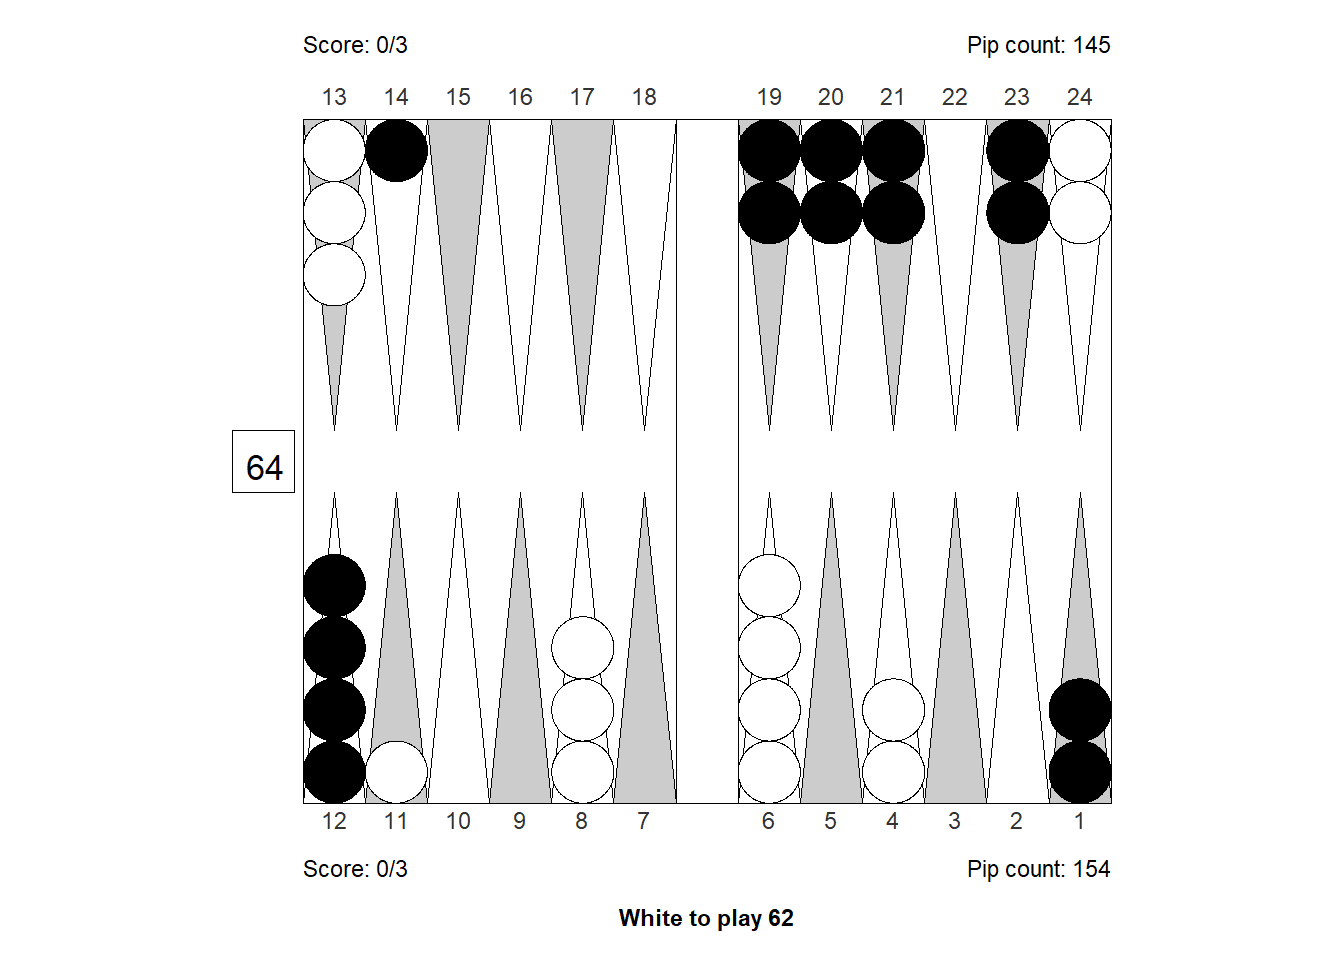 Score: 0/3 Pip count: 145
13 14 15 16 17 18 19 20 21 22 23 24
64
12 11 10 9 8 7 6 5 4 3 2 1
Score: 0/3 Pip count: 154
White to play 62